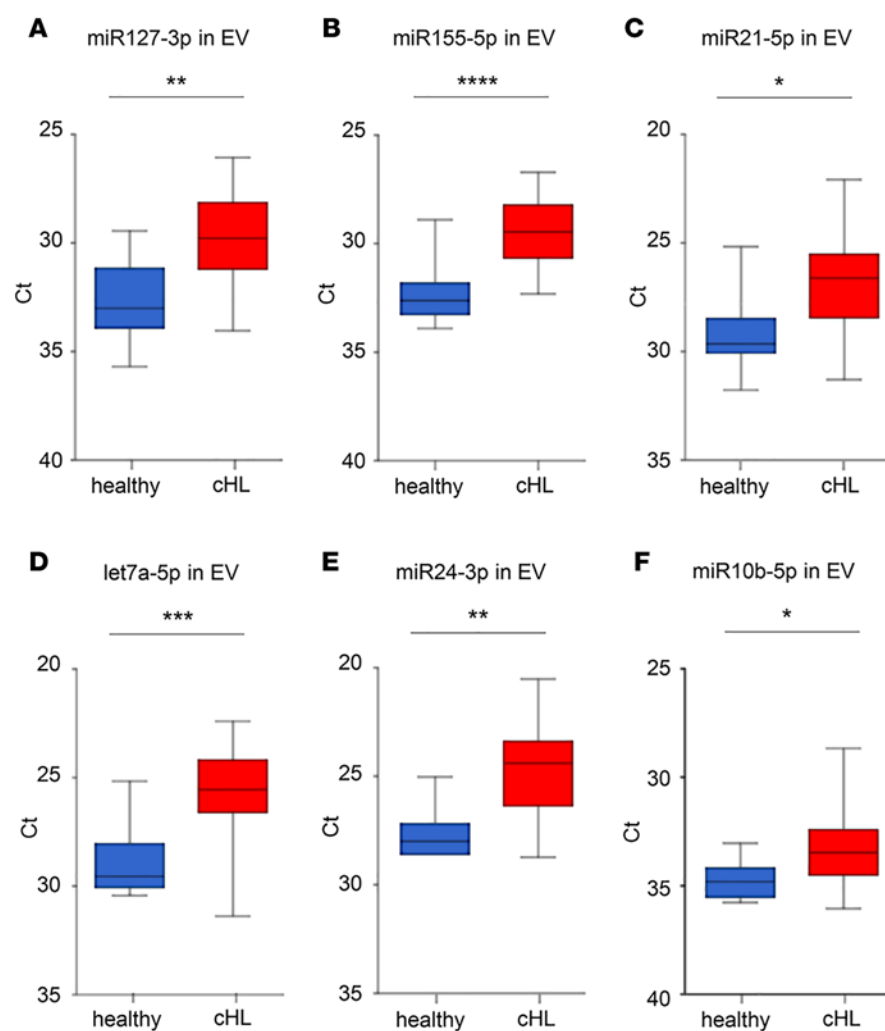 A
miR127-3p in EV
**
25
30
35
40
Ct
healthy cHL
B
miR155-5p in EV
****
25
30
35
40
Ct
healthy cHL
C
miR21-5p in EV
*
20
25
30
35
Ct
healthy cHL
D
let7a-5p in EV
***
20
25
30
35
Ct
healthy cHL
E
miR24-3p in EV
**
20
25
30
35
Ct
healthy cHL
F
miR10b-5p in EV
*
25
30
35
40
Ct
healthy cHL